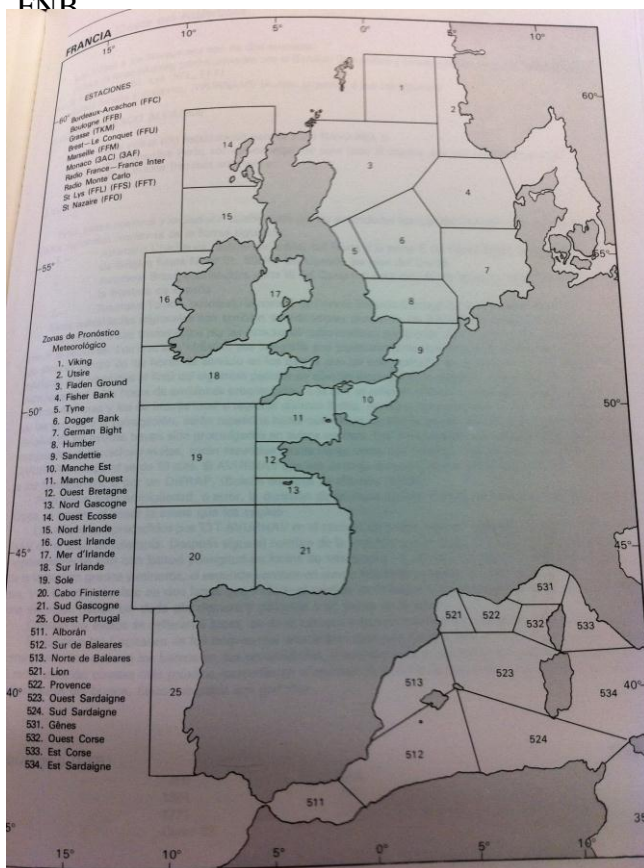 ENR
FRANCIA
15°
10°
5°
0°
5°
10°
60°
60°
ESTACIONES
Bordeaux-Arcachon (FFC)
Boulogne (FFB)
Grasse (TKM)
Brest—Le Conquet (FFU)
Marseille (FFM)
Monaco (3AC) (3AF)
Radio France—France Inter
Radio Monte Carlo
St Lys (FFL) (FFS) (FFT)
St Nazaire (FFO)
1
2
14
3
4
15
55°
5
6
7
55°
16
17
8
9
Zonas de Pronóstico
Meteorológico
1. Viking
2. Utsire
3. Fladen Ground
4. Fisher Bank
5. Tyne
6. Dogger Bank
7. German Bight
8. Humber
9. Sandettie
10. Manche Est
11. Manche Ouest
12. Ouest Bretagne
13. Nord Gascogne
14. Ouest Ecosse
15. Nord Irlande
16. Ouest Irlande
17. Mer d'Irlande
18. Sur Irlande
19. Sole
20. Cabo Finisterre
21. Sud Gascogne
25. Ouest Portugal
511. Alborán
512. Sur de Baleares
513. Norte de Baleares
521. Lion
522. Provence
523. Ouest Sardaigne
524. Sud Sardaigne
531. Gênes
532. Ouest Corse
533. Est Corse
534. Est Sardaigne
18
10
50°
50°
11
19
12
13
45°
45°
20
21
531
521
522
532
533
40°
40°
25
513
523
534
512
524
511
5°
35
15°
10°
5°
0°
5°
10°